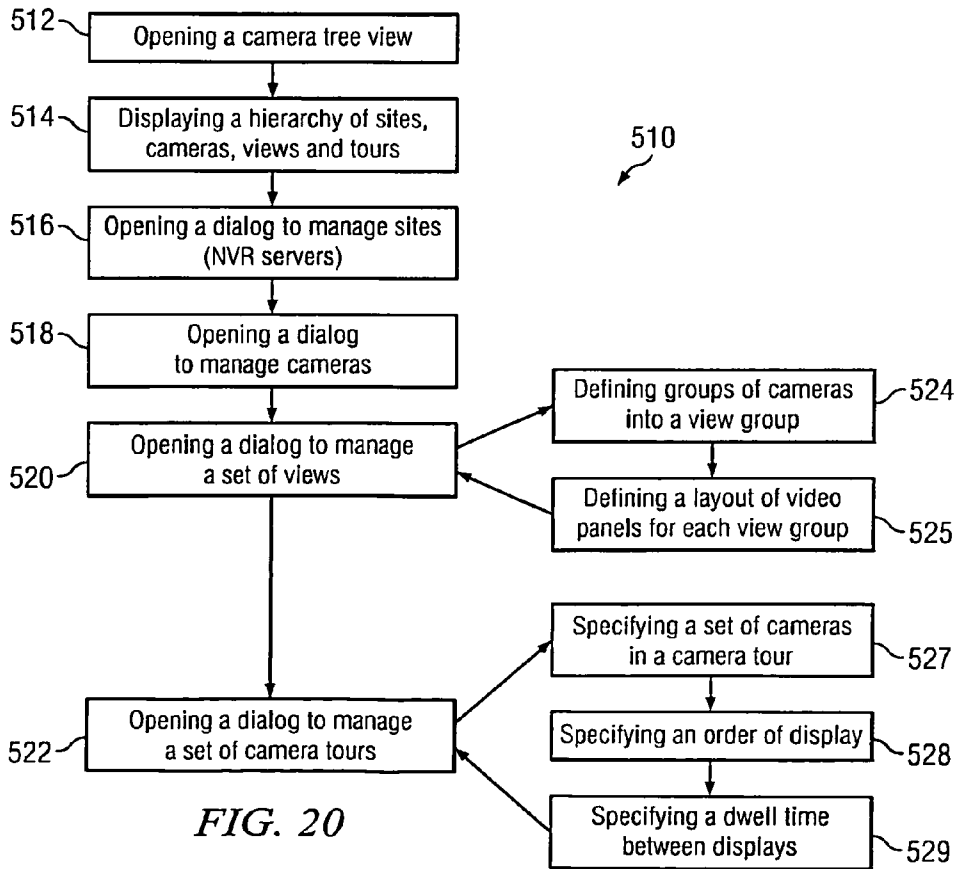 512
Opening a camera tree view
514
Displaying a hierarchy of sites,
cameras, views and tours
510
516
Opening a dialog to manage sites
(NVR servers)
518
Opening a dialog
to manage cameras
520
Opening a dialog to manage
a set of views
Defining groups of cameras
into a view group
524
Defining a layout of video
panels for each view group
525
522
Opening a dialog to manage
a set of camera tours
Specifying a set of cameras
in a camera tour
527
Specifying an order of display
528
Specifying a dwell time
between displays
529
FIG. 20